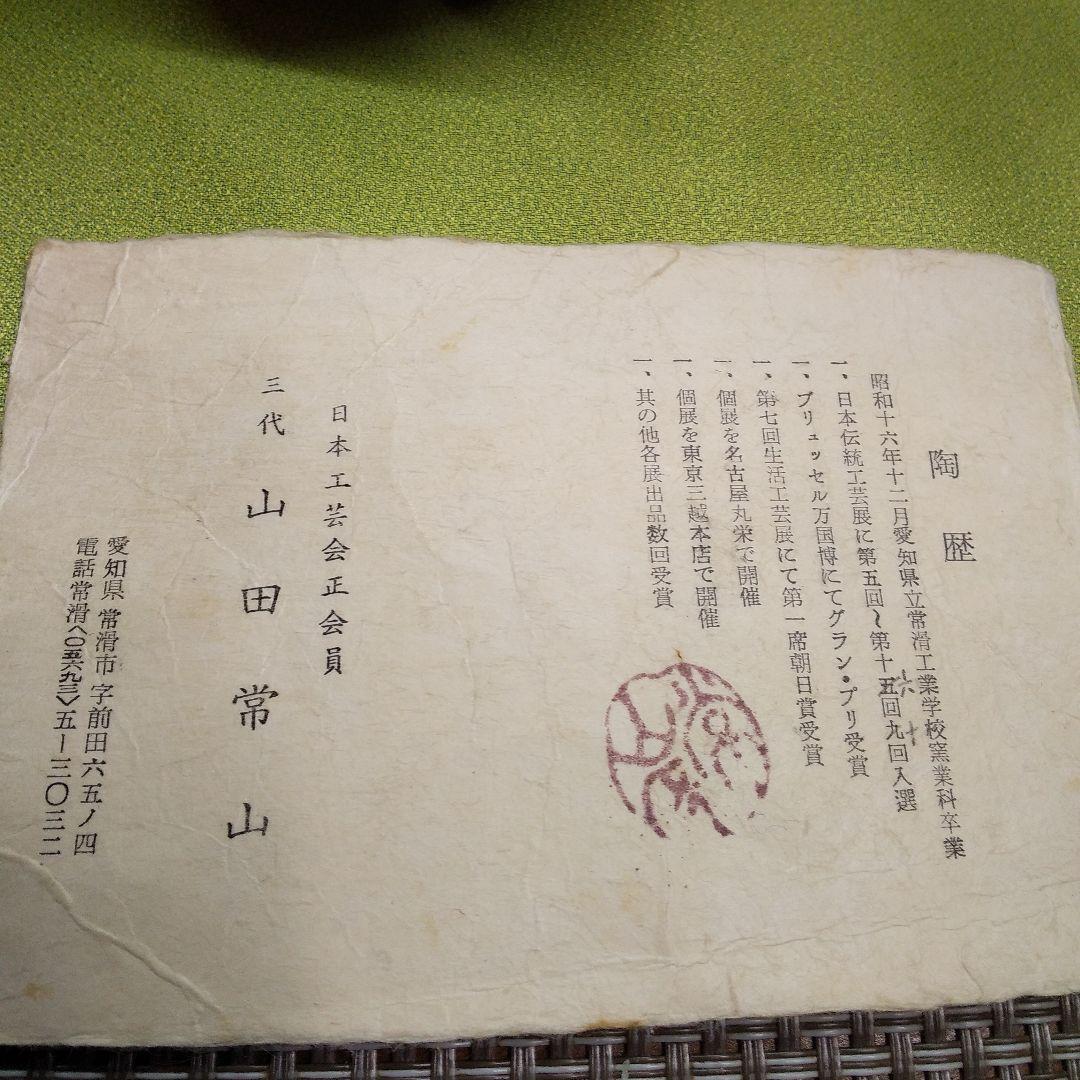 陶歴
昭和十六年十二月愛知県立常滑工業学校窯業科卒業
一、日本伝統工芸展に第五回～第十五回九回入選
六
十
一、ブリュッセル万国博にてグラン・プリ受賞
一、第七回生活工芸展にて第一席朝日賞受賞
一、個展を名古屋丸栄で開催
一、個展を東京三越本店で開催
一、其の他各展出品数回受賞
日本工芸会正会員
三代 山田常山
愛知県常滑市字前田六五ノ四
電話常滑<〇五六九三>五ー三〇三二